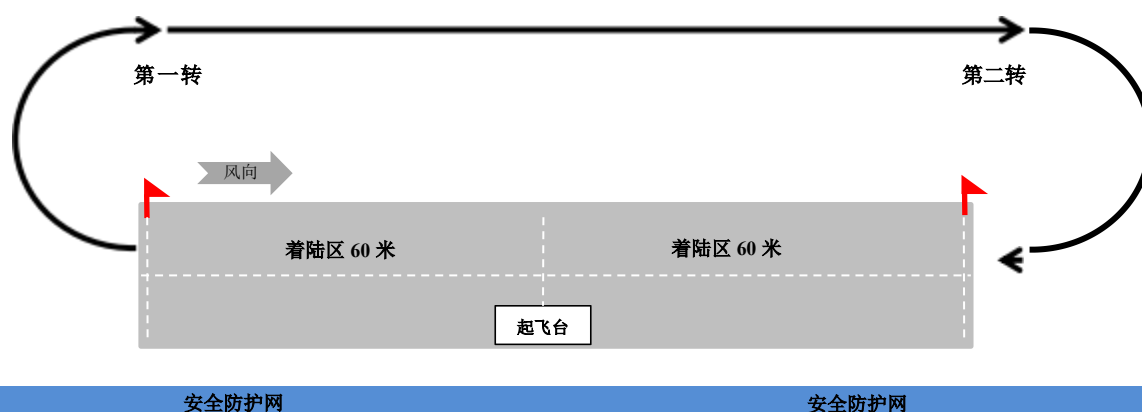 第一转
第二转
风向
着陆区 60 米
着陆区 60 米
起飞台
安全防护网
安全防护网